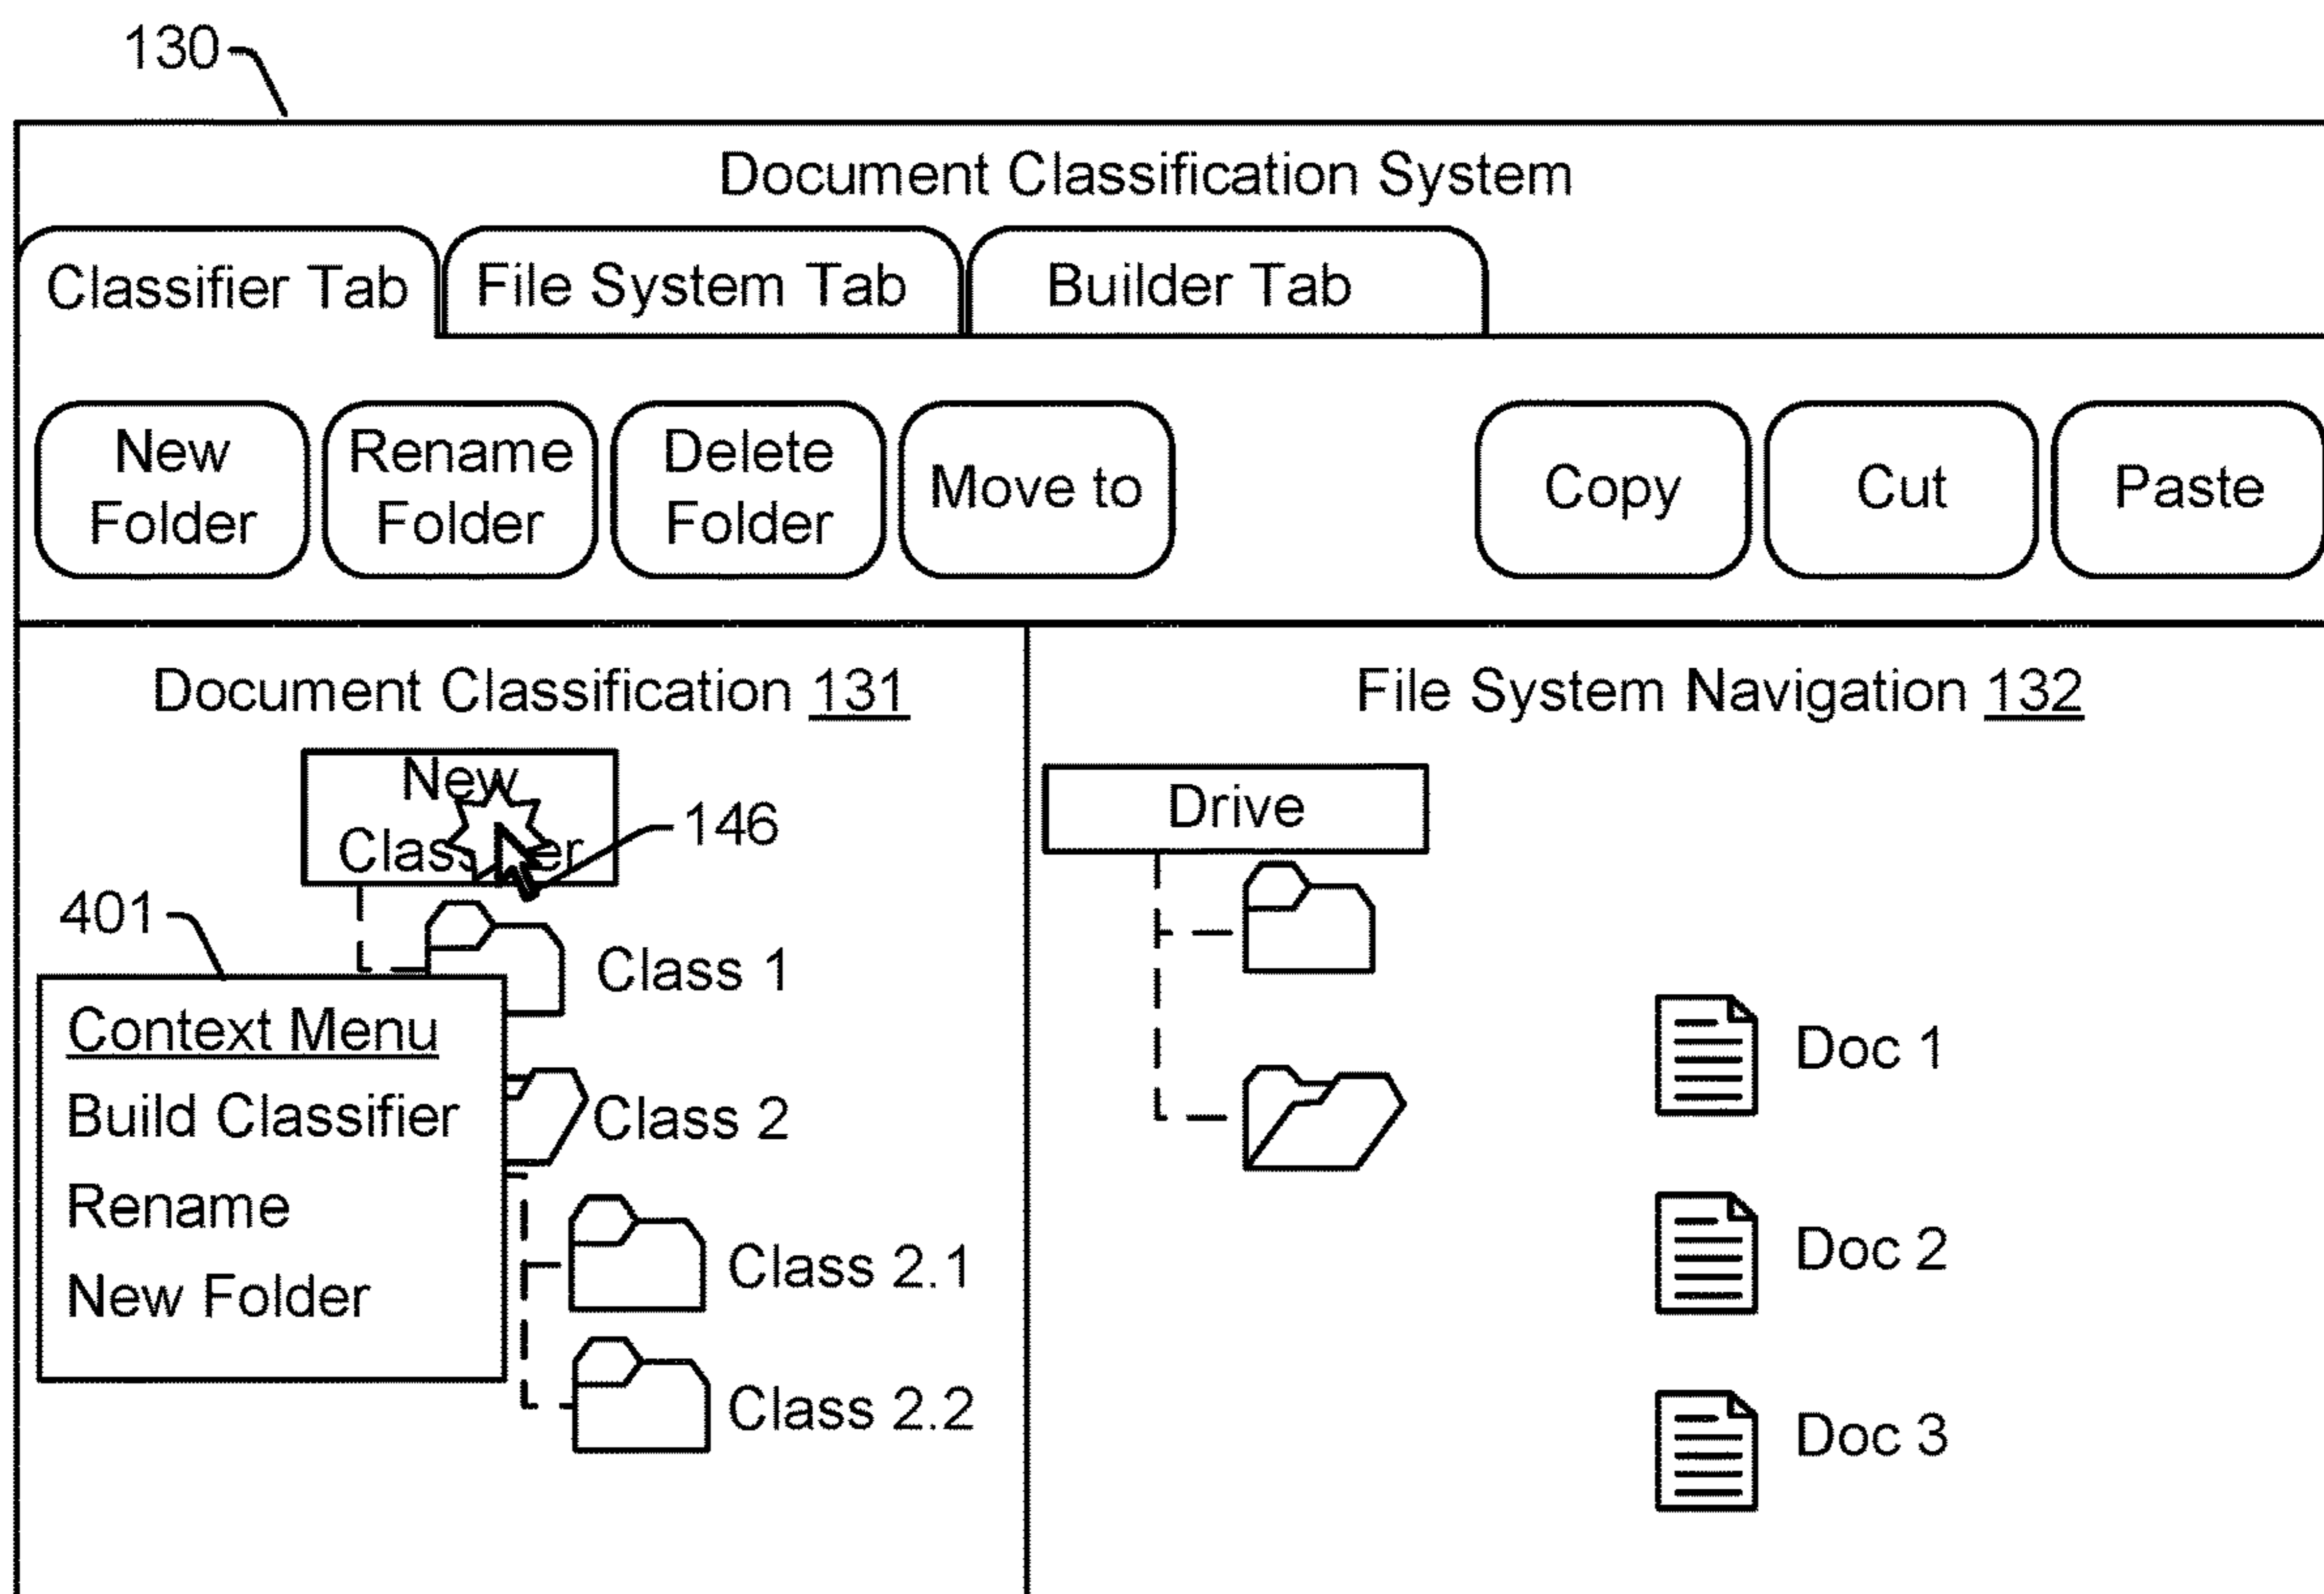 130
Document Classification System
Classifier Tab
File System Tab
Builder Tab
New
Folder
Rename
Folder
Delete
Folder
Move to
Copy
Cut
Paste
Document Classification 131
File System Navigation 132
New
146
401
Class 1
Context Menu
Build Classifier
Rename
New Folder
Class 2
Class 2.1
Class 2.2
Drive
Doc 1
Doc 2
Doc 3